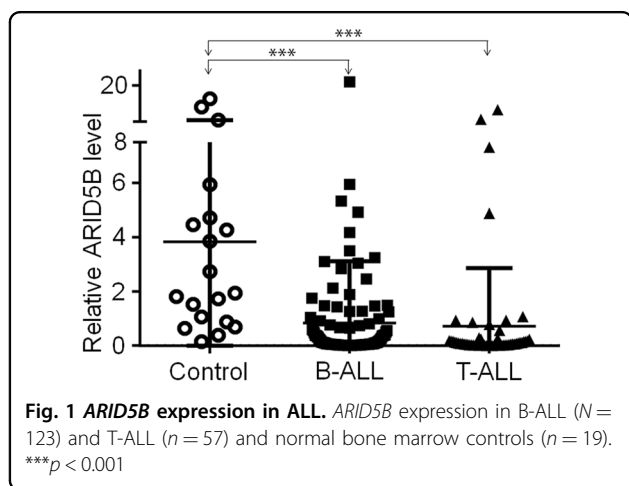 ***
***
20
8
6
4
2
0
Relative ARID5B level
Control B-ALL T-ALL
Fig. 1 ARID5B expression in ALL. ARID5B expression in B-ALL (N =
123) and T-ALL (n = 57) and normal bone marrow controls (n = 19).
***p < 0.001